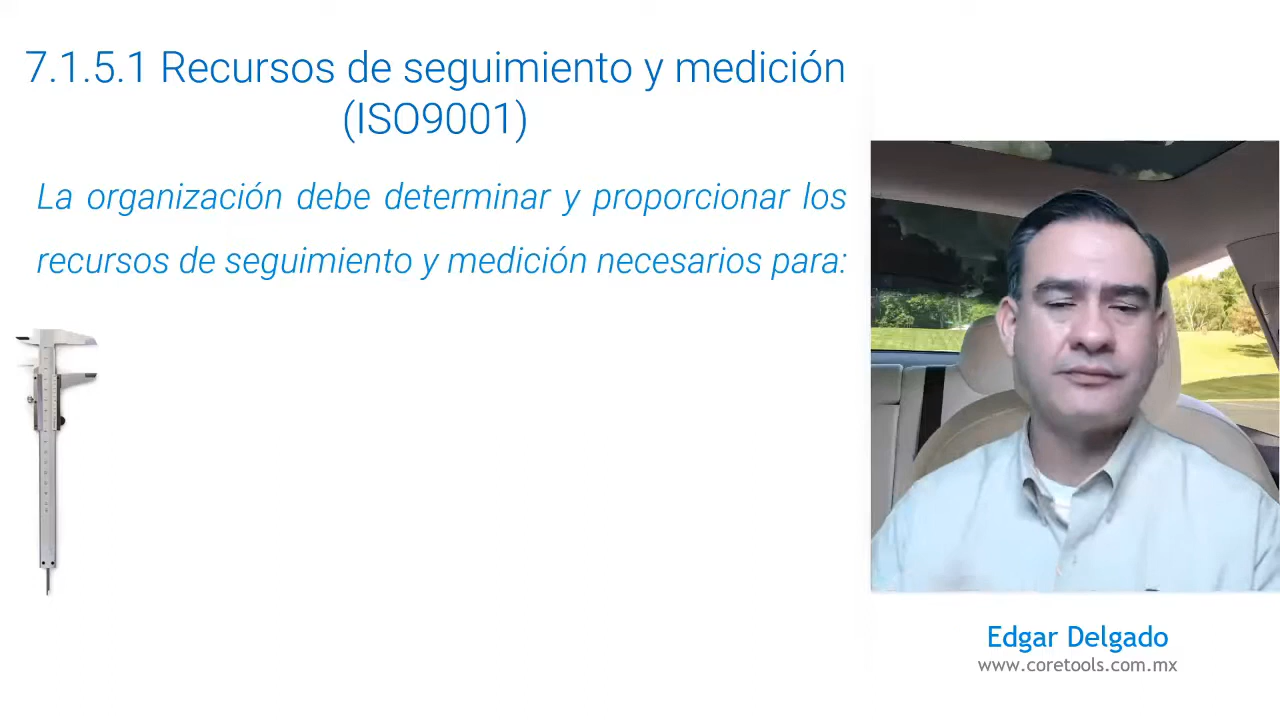 7.1.5.1 Recursos de seguimiento y medición
(ISO9001)
La organización debe determinar y proporcionar los
recursos de seguimiento y medición necesarios para:
Edgar Delgado
www.coretools.com.mx